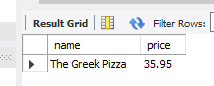 Result Grid Filter Rows:
name price
The Greek Pizza 35.95